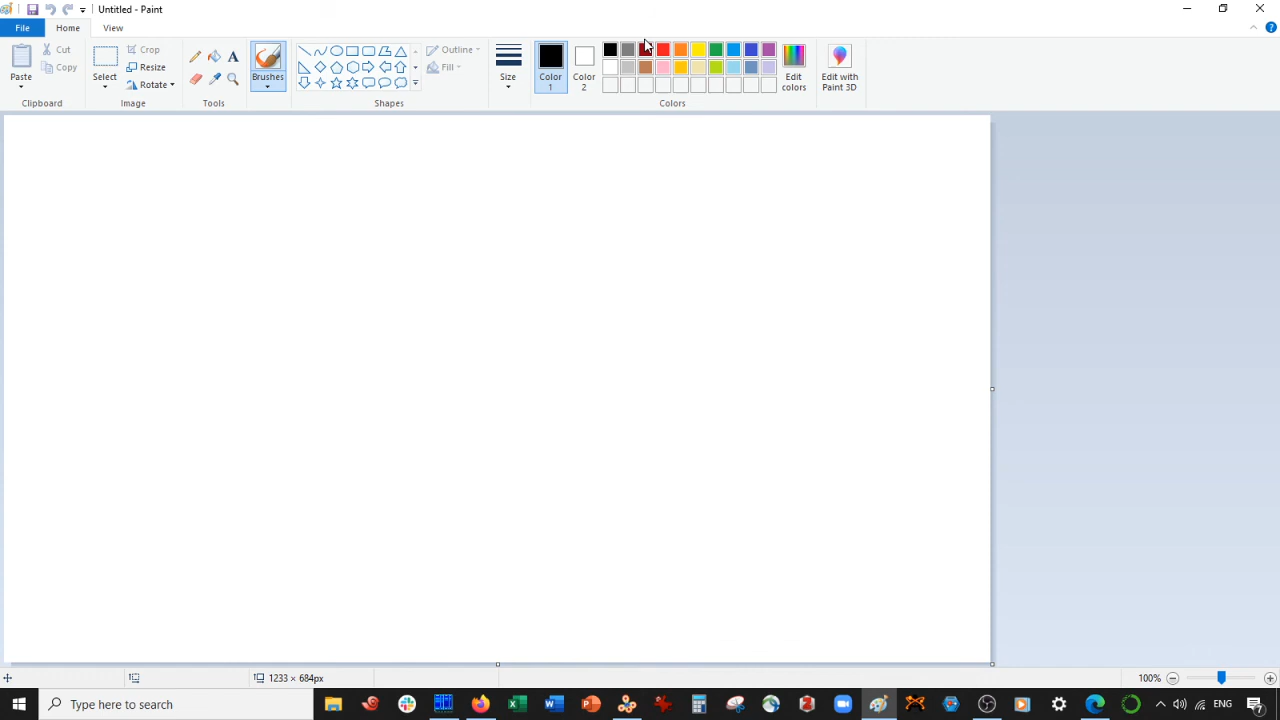 Untitled - Paint
File Home View
Paste
Cut
Copy
Clipboard
Select
Crop
Resize
Rotate
Image
Tools
Brushes
Shapes
Outline
Fill
Size
Color 1
Color 2
Colors
Edit colors
Edit with Paint 3D
1233 × 684px
100%
Type here to search
ENG